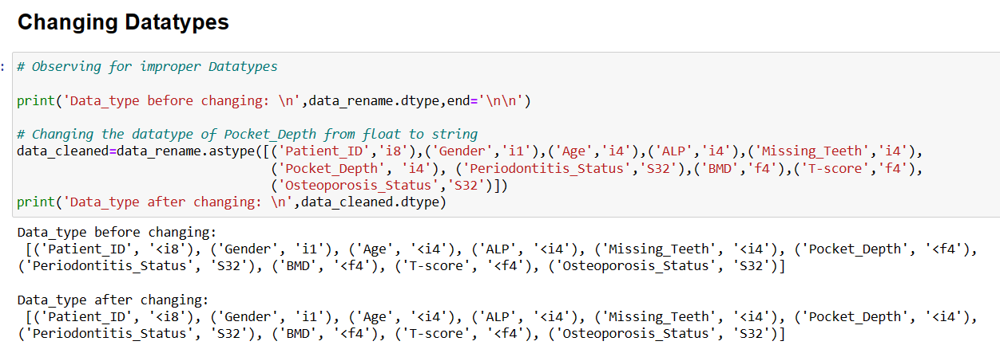 Changing Datatypes
:
# Observing for improper Datatypes
print('Data_type before changing: \n',data_rename.dtype,end='\n\n')
# Changing the datatype of Pocket_Depth from float to string
data_cleaned=data_rename.astype([('Patient_ID','i8'),('Gender','i1'),('Age','i4'),('ALP','i4'),('Missing_Teeth','i4'),
('Pocket_Depth', 'i4'), ('Periodontitis_Status','S32'),('BMD','f4'),('T-score','f4'),
('Osteoporosis_Status','S32')])
print('Data_type after changing: \n',data_cleaned.dtype)
Data_type before changing:
[('Patient_ID', '<i8'), ('Gender', 'i1'), ('Age', '<i4'), ('ALP', '<i4'), ('Missing_Teeth', '<i4'), ('Pocket_Depth', '<f4'),
('Periodontitis_Status', 'S32'), ('BMD', '<f4'), ('T-score', '<f4'), ('Osteoporosis_Status', 'S32')]
Data_type after changing:
[('Patient_ID', '<i8'), ('Gender', 'i1'), ('Age', '<i4'), ('ALP', '<i4'), ('Missing_Teeth', '<i4'), ('Pocket_Depth', '<i4'),
('Periodontitis_Status', 'S32'), ('BMD', '<f4'), ('T-score', '<f4'), ('Osteoporosis_Status', 'S32')]